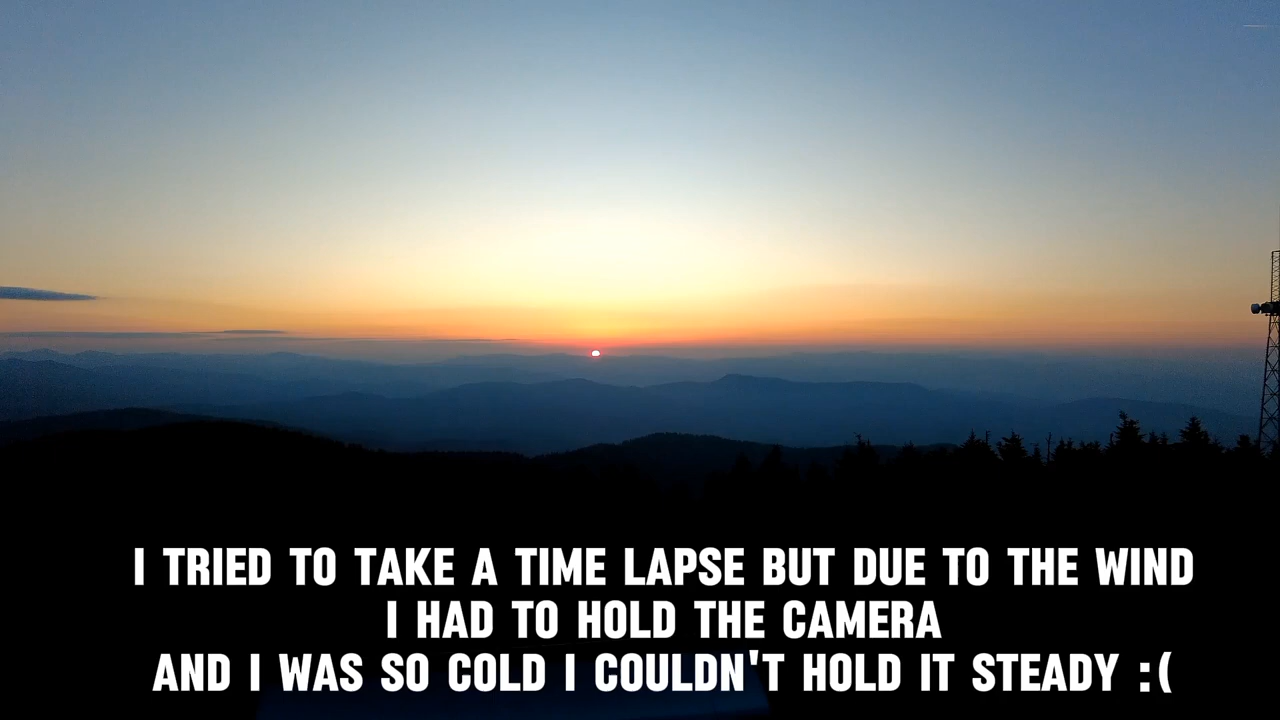 I TRIED TO TAKE A TIME LAPSE BUT DUE TO THE WIND
I HAD TO HOLD THE CAMERA
AND I WAS SO COLD I COULDN'T HOLD IT STEADY :(